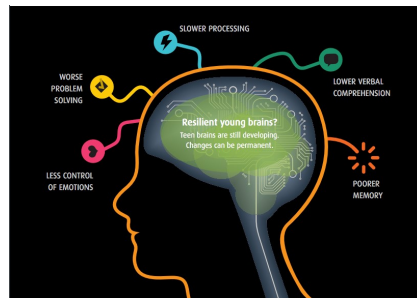 SLOWER PROCESSING
WORSE
PROBLEM
SOLVING
LOWER VERBAL
COMPREHENSION
Resilient young brains?
Teen brains are still developing.
Changes can be permanent.
LESS CONTROL
OF EMOTIONS
POORER
MEMORY